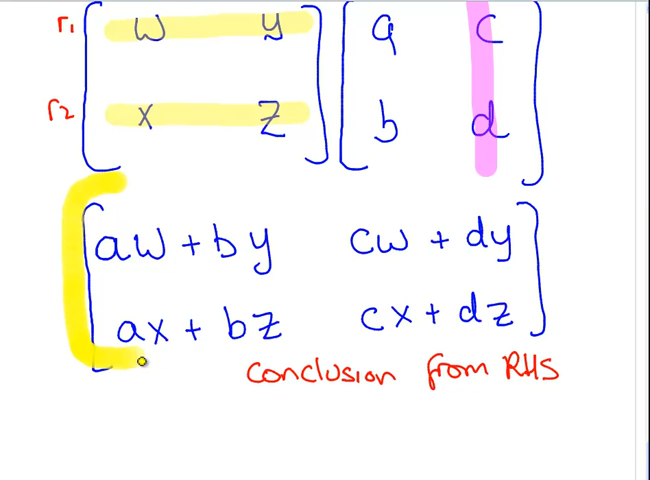 r1 [ w y ] [ a c ]
r2 [ x z ] [ b d ]
[ aw + by cw + dy ]
[ ax + bz cx + dz ]
conclusion from RHS